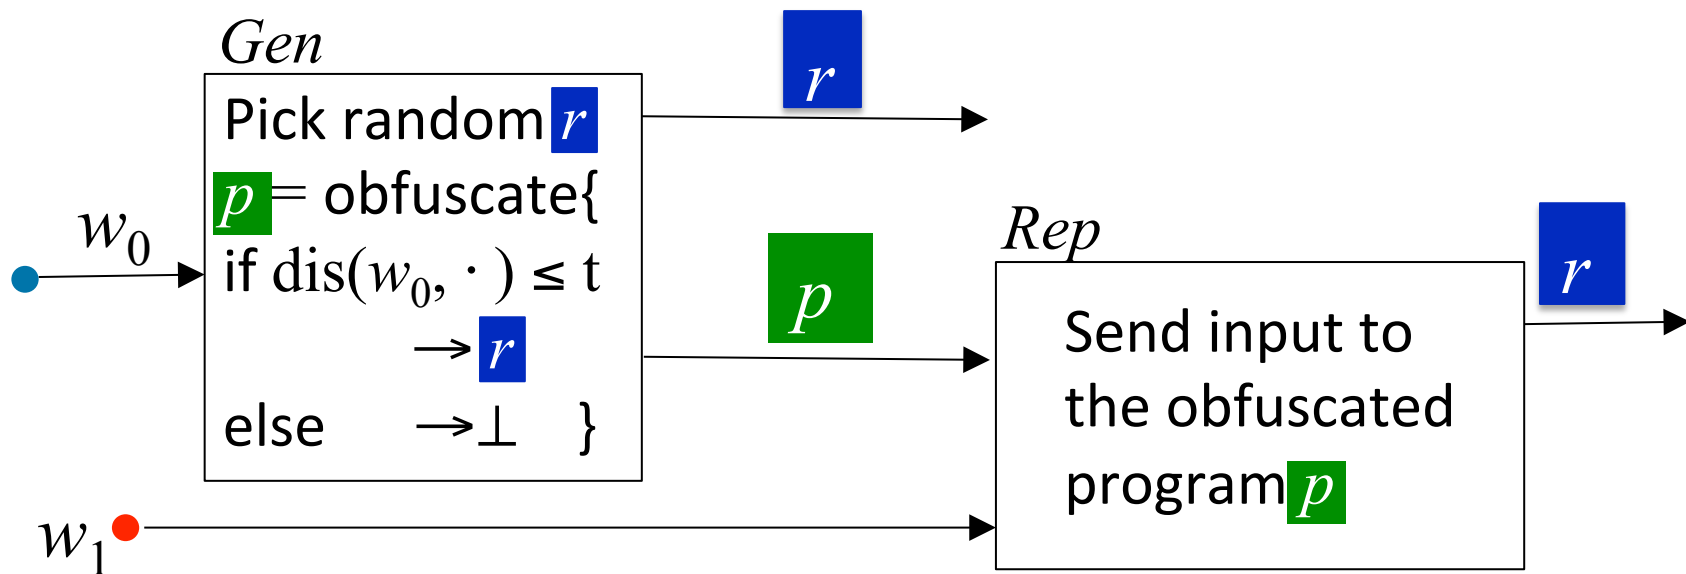 Gen
Pick random r
p = obfuscate{
if dis(w₀, · ) ≤ t
→ r
else → ⊥ }
r
w₀
p
w₁
Rep
Send input to
the obfuscated
program p
r